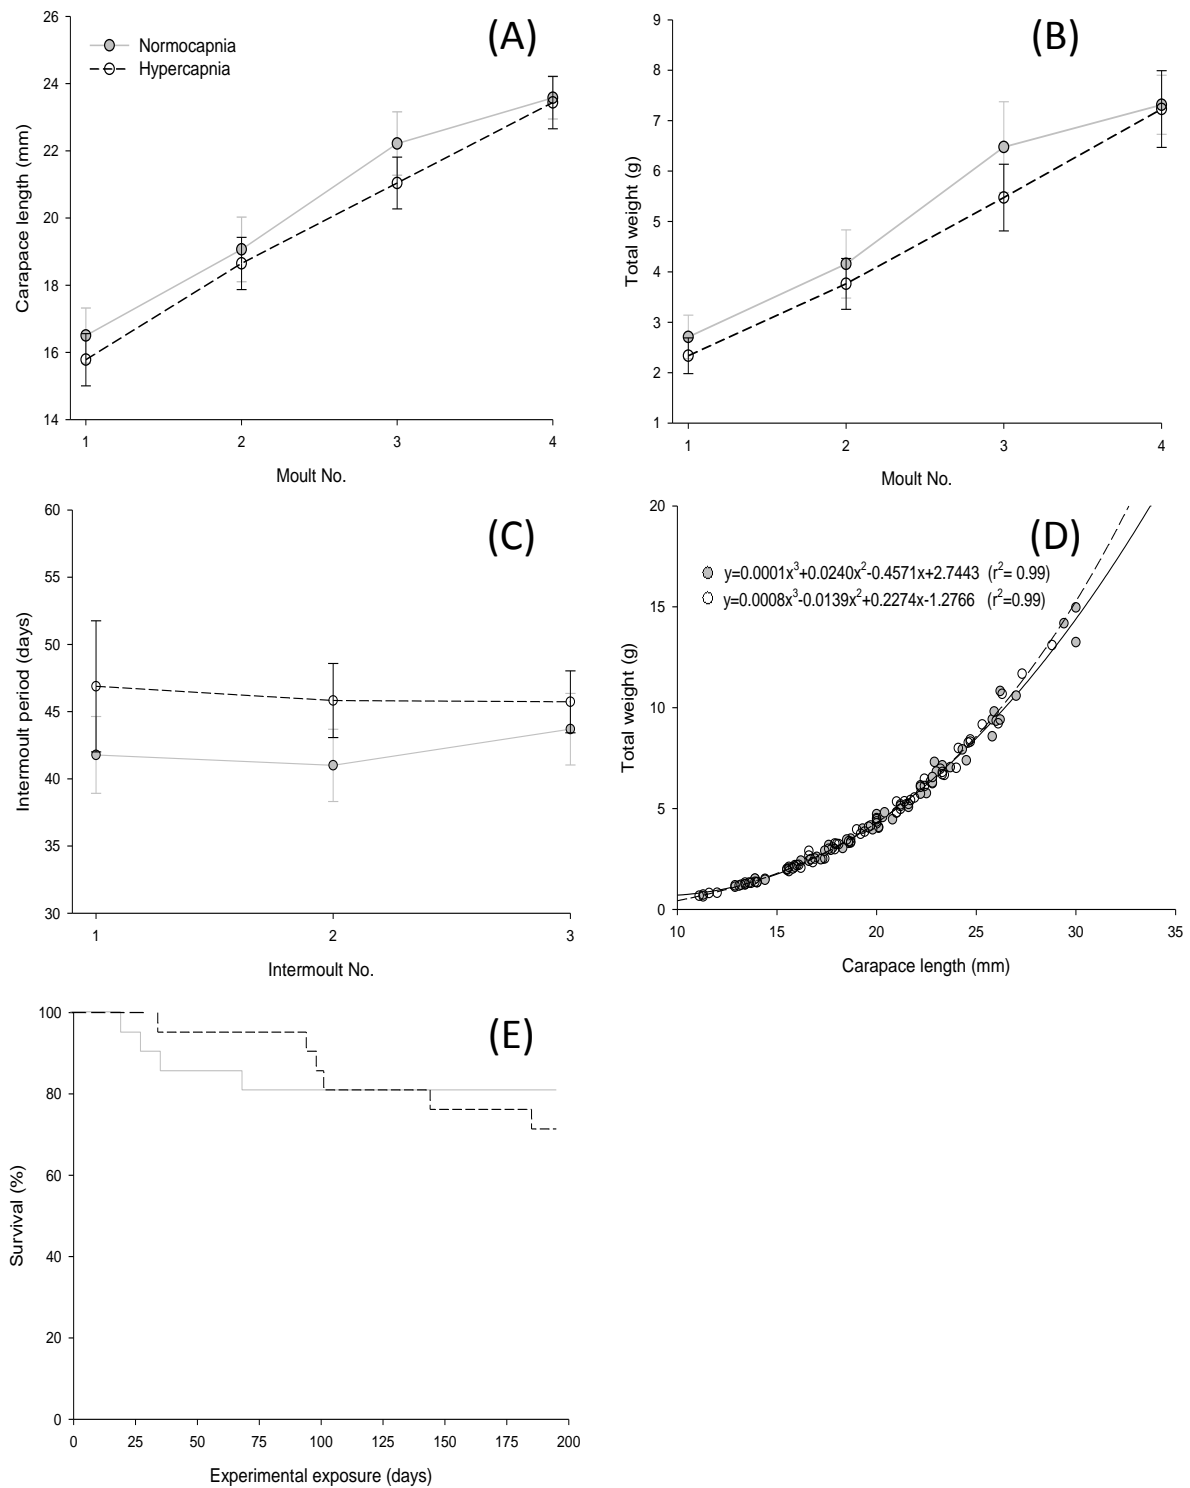 26
24
22
20
18
16
14
Carapace length (mm)
Normocapnia
Hypercapnia
(A)
1 2 3 4
Moult No.
9
8
7
6
5
4
3
2
1
Total weight (g)
(B)
1 2 3 4
Moult No.
60
55
50
45
40
35
30
Intermoult period (days)
(C)
1 2 3
Intermoult No.
20
15
10
5
0
Total weight (g)
(D)
y=0.0001x³+0.0240x²-0.4571x+2.7443 (r²= 0.99)
y=0.0008x³-0.0139x²+0.2274x-1.2766 (r²=0.99)
10 15 20 25 30 35
Carapace length (mm)
100
80
60
40
20
0
Survival (%)
(E)
0 25 50 75 100 125 150 175 200
Experimental exposure (days)